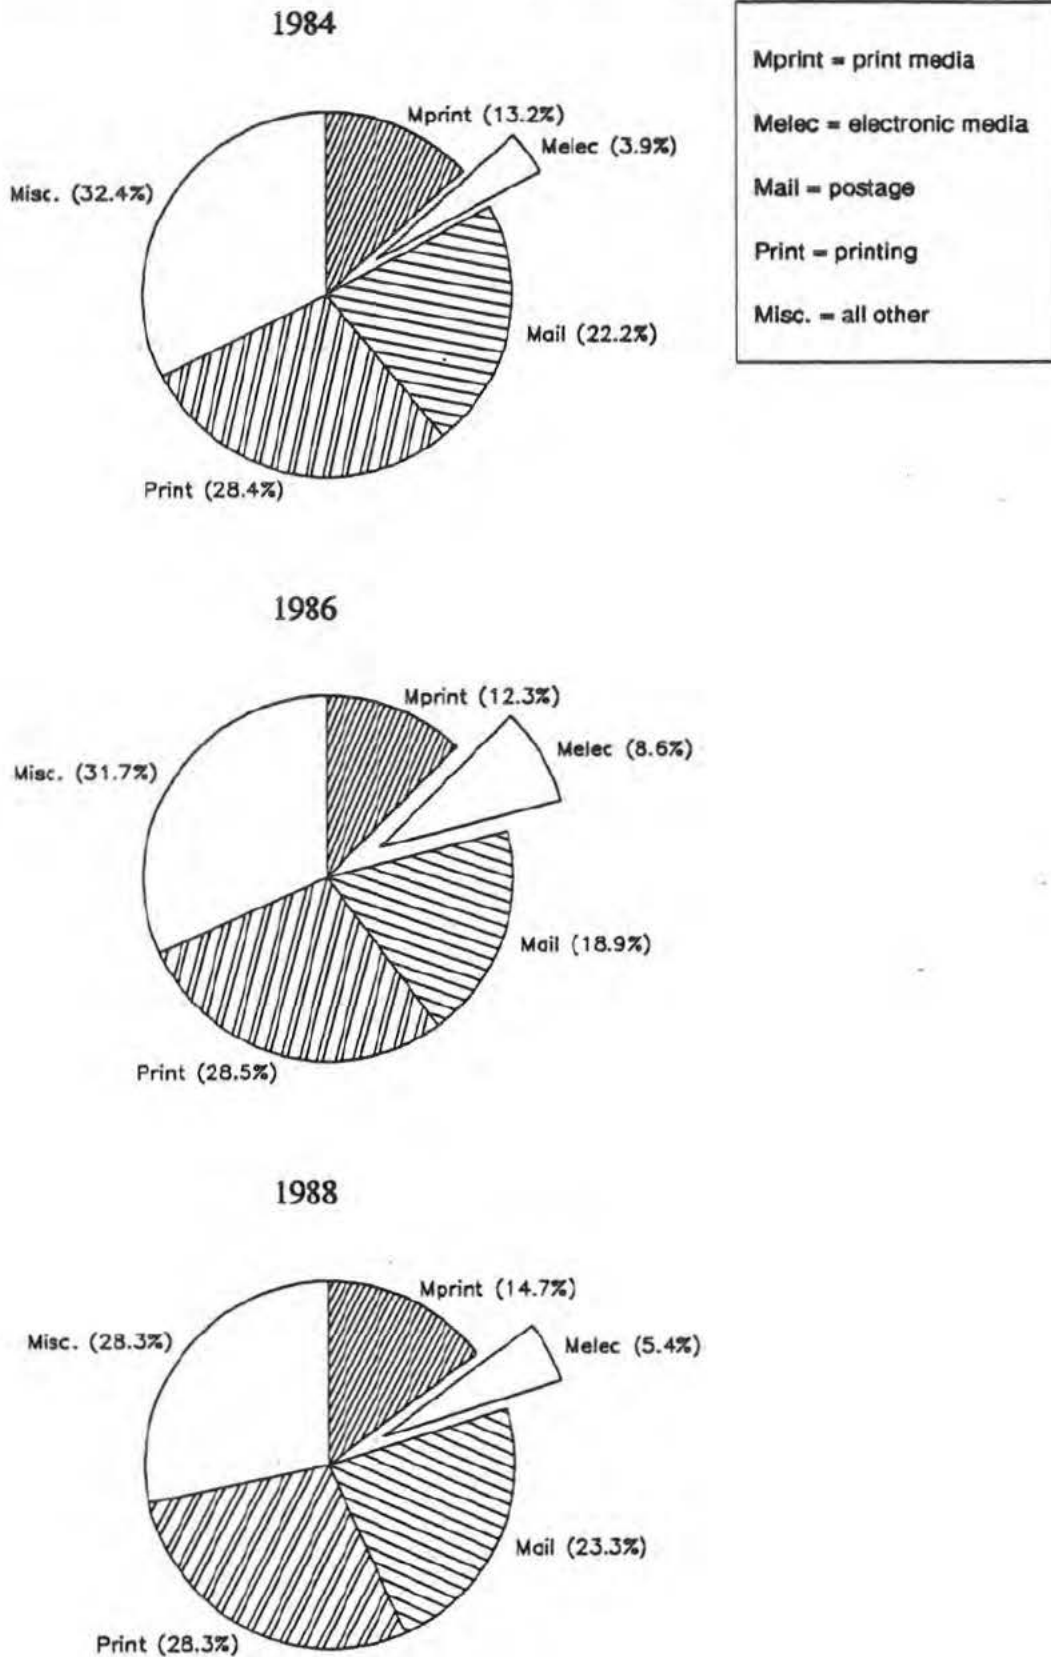 1984
Mprint (13.2%)
Melec (3.9%)
Misc. (32.4%)
Mail (22.2%)
Print (28.4%)
Mprint = print media
Melec = electronic media
Mail = postage
Print = printing
Misc. = all other
1986
Mprint (12.3%)
Melec (8.6%)
Misc. (31.7%)
Mail (18.9%)
Print (28.5%)
1988
Mprint (14.7%)
Melec (5.4%)
Misc. (28.3%)
Mail (23.3%)
Print (28.3%)